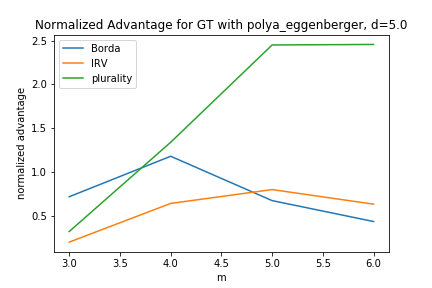 Normalized Advantage for GT with polya_eggenberger, d=5.0
Borda
IRV
plurality
normalized advantage
2.5
2.0
1.5
1.0
0.5
3.0 3.5 4.0 4.5 5.0 5.5 6.0
m